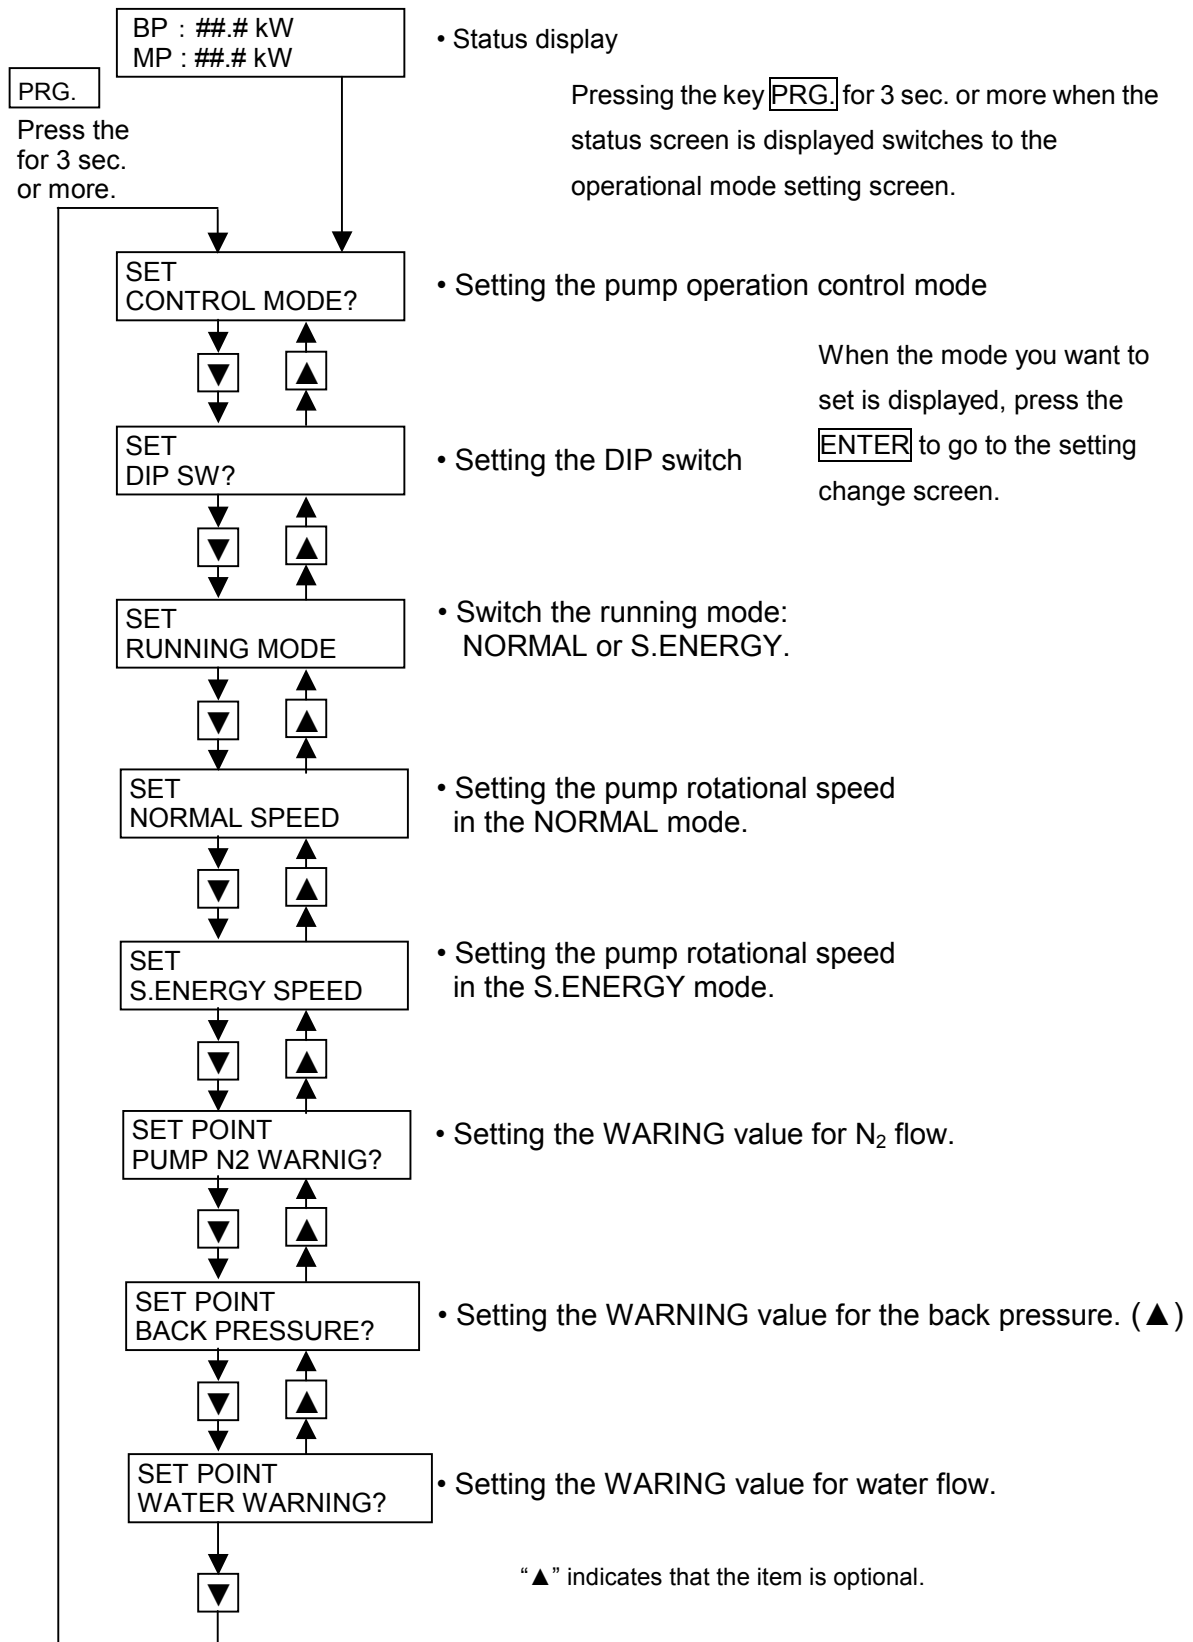 BP : ##.# kW
MP : ##.# kW
• Status display
PRG.
Press the
for 3 sec.
or more.
Pressing the key PRG. for 3 sec. or more when the
status screen is displayed switches to the
operational mode setting screen.
SET
CONTROL MODE?
• Setting the pump operation control mode
▼ ▲
When the mode you want to
set is displayed, press the
ENTER to go to the setting
change screen.
SET
DIP SW?
• Setting the DIP switch
▼ ▲
SET
RUNNING MODE
• Switch the running mode:
NORMAL or S.ENERGY.
▼ ▲
SET
NORMAL SPEED
• Setting the pump rotational speed
in the NORMAL mode.
▼ ▲
SET
S.ENERGY SPEED
• Setting the pump rotational speed
in the S.ENERGY mode.
▼ ▲
SET POINT
PUMP N2 WARNIG?
• Setting the WARING value for N₂ flow.
▼ ▲
SET POINT
BACK PRESSURE?
• Setting the WARNING value for the back pressure. (▲)
▼ ▲
SET POINT
WATER WARNING?
• Setting the WARING value for water flow.
▼
“▲” indicates that the item is optional.